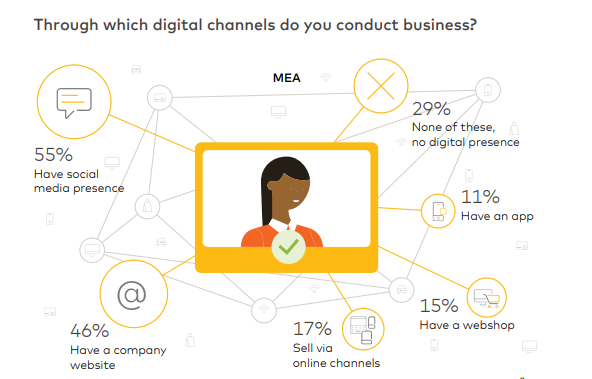 Through which digital channels do you conduct business?
MEA
55%
Have social
media presence
29%
None of these,
no digital presence
11%
Have an app
15%
Have a webshop
17%
Sell via
online channels
46%
@
Have a company
website